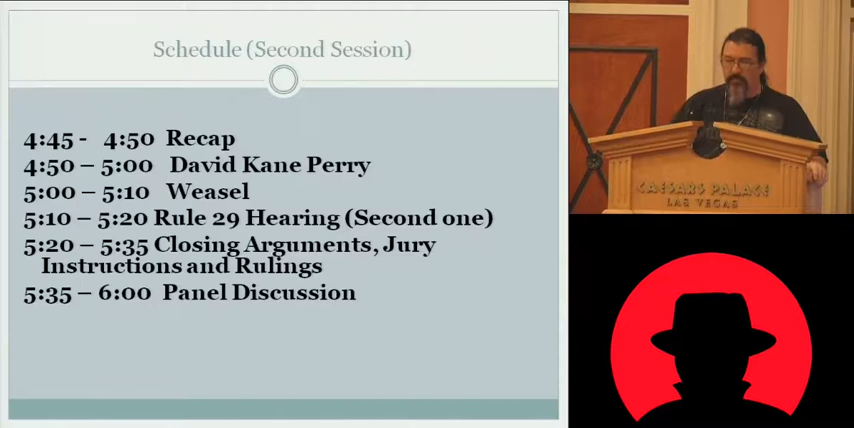 Schedule (Second Session)
4:45 - 4:50 Recap
4:50 – 5:00 David Kane Perry
5:00 – 5:10 Weasel
5:10 – 5:20 Rule 29 Hearing (Second one)
5:20 – 5:35 Closing Arguments, Jury
Instructions and Rulings
5:35 – 6:00 Panel Discussion
CAESARS PALACE
LAS VEGAS